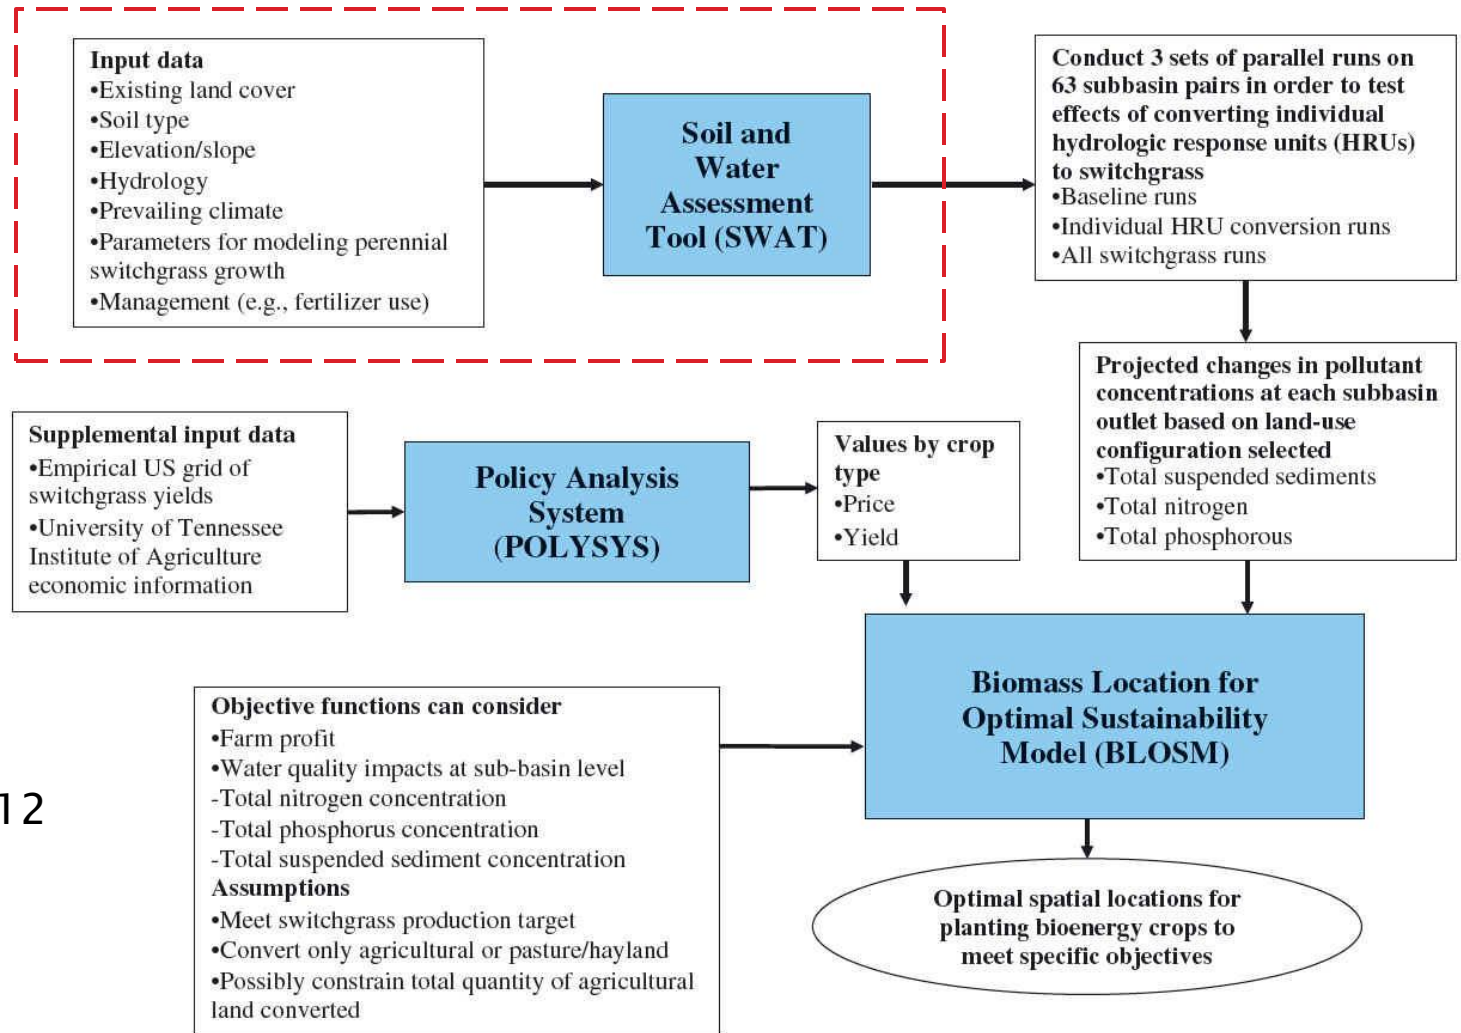 Input data
•Existing land cover
•Soil type
•Elevation/slope
•Hydrology
•Prevailing climate
•Parameters for modeling perennial
switchgrass growth
•Management (e.g., fertilizer use)
Soil and
Water
Assessment
Tool (SWAT)
Conduct 3 sets of parallel runs on
63 subbasin pairs in order to test
effects of converting individual
hydrologic response units (HRUs)
to switchgrass
•Baseline runs
•Individual HRU conversion runs
•All switchgrass runs
Projected changes in pollutant
concentrations at each subbasin
outlet based on land-use
configuration selected
•Total suspended sediments
•Total nitrogen
•Total phosphorous
Supplemental input data
•Empirical US grid of
switchgrass yields
•University of Tennessee
Institute of Agriculture
economic information
Policy Analysis
System
(POLYSYS)
Values by crop
type
•Price
•Yield
Biomass Location for
Optimal Sustainability
Model (BLOSM)
Objective functions can consider
•Farm profit
•Water quality impacts at sub-basin level
-Total nitrogen concentration
-Total phosphorus concentration
-Total suspended sediment concentration
Assumptions
•Meet switchgrass production target
•Convert only agricultural or pasture/hayland
•Possibly constrain total quantity of agricultural
land converted
12
Optimal spatial locations for
planting bioenergy crops to
meet specific objectives